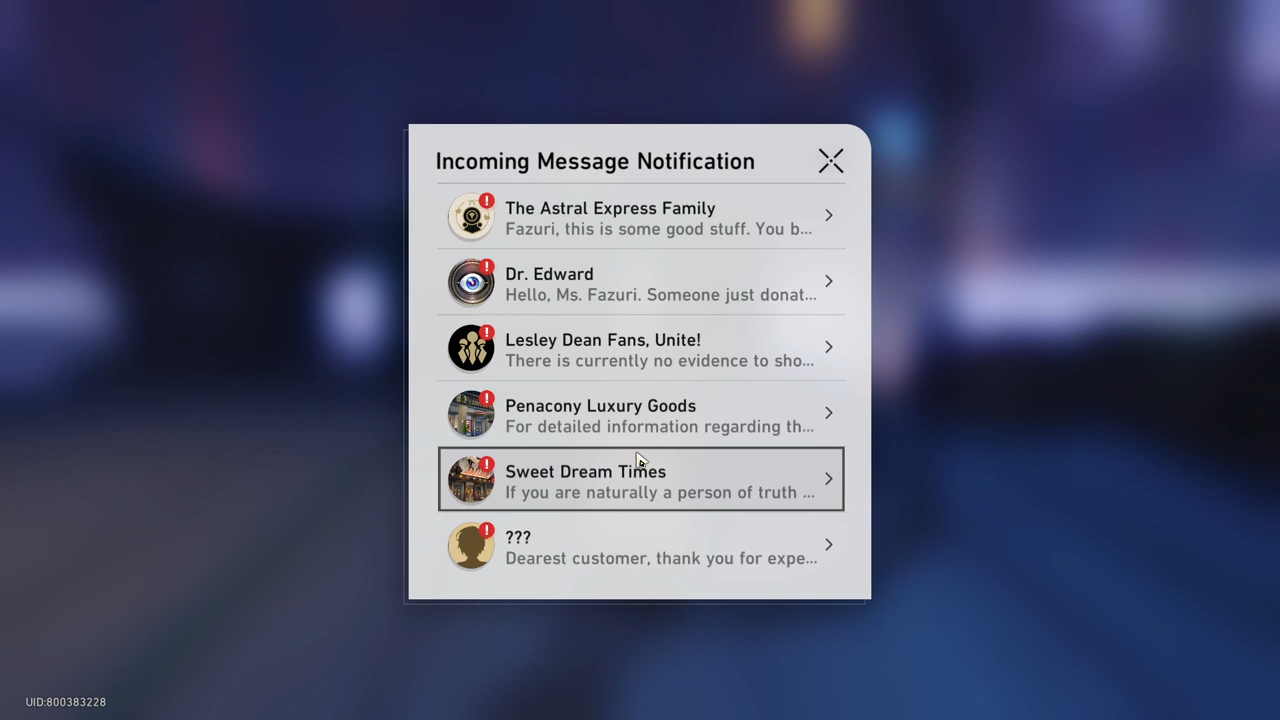 Incoming Message Notification
The Astral Express Family
Fazuri, this is some good stuff. You b...
Dr. Edward
Hello, Ms. Fazuri. Someone just donat...
Lesley Dean Fans, Unite!
There is currently no evidence to sho...
Penacony Luxury Goods
For detailed information regarding th...
Sweet Dream Times
If you are naturally a person of truth ...
???
Dearest customer, thank you for expe...
UID:800383228